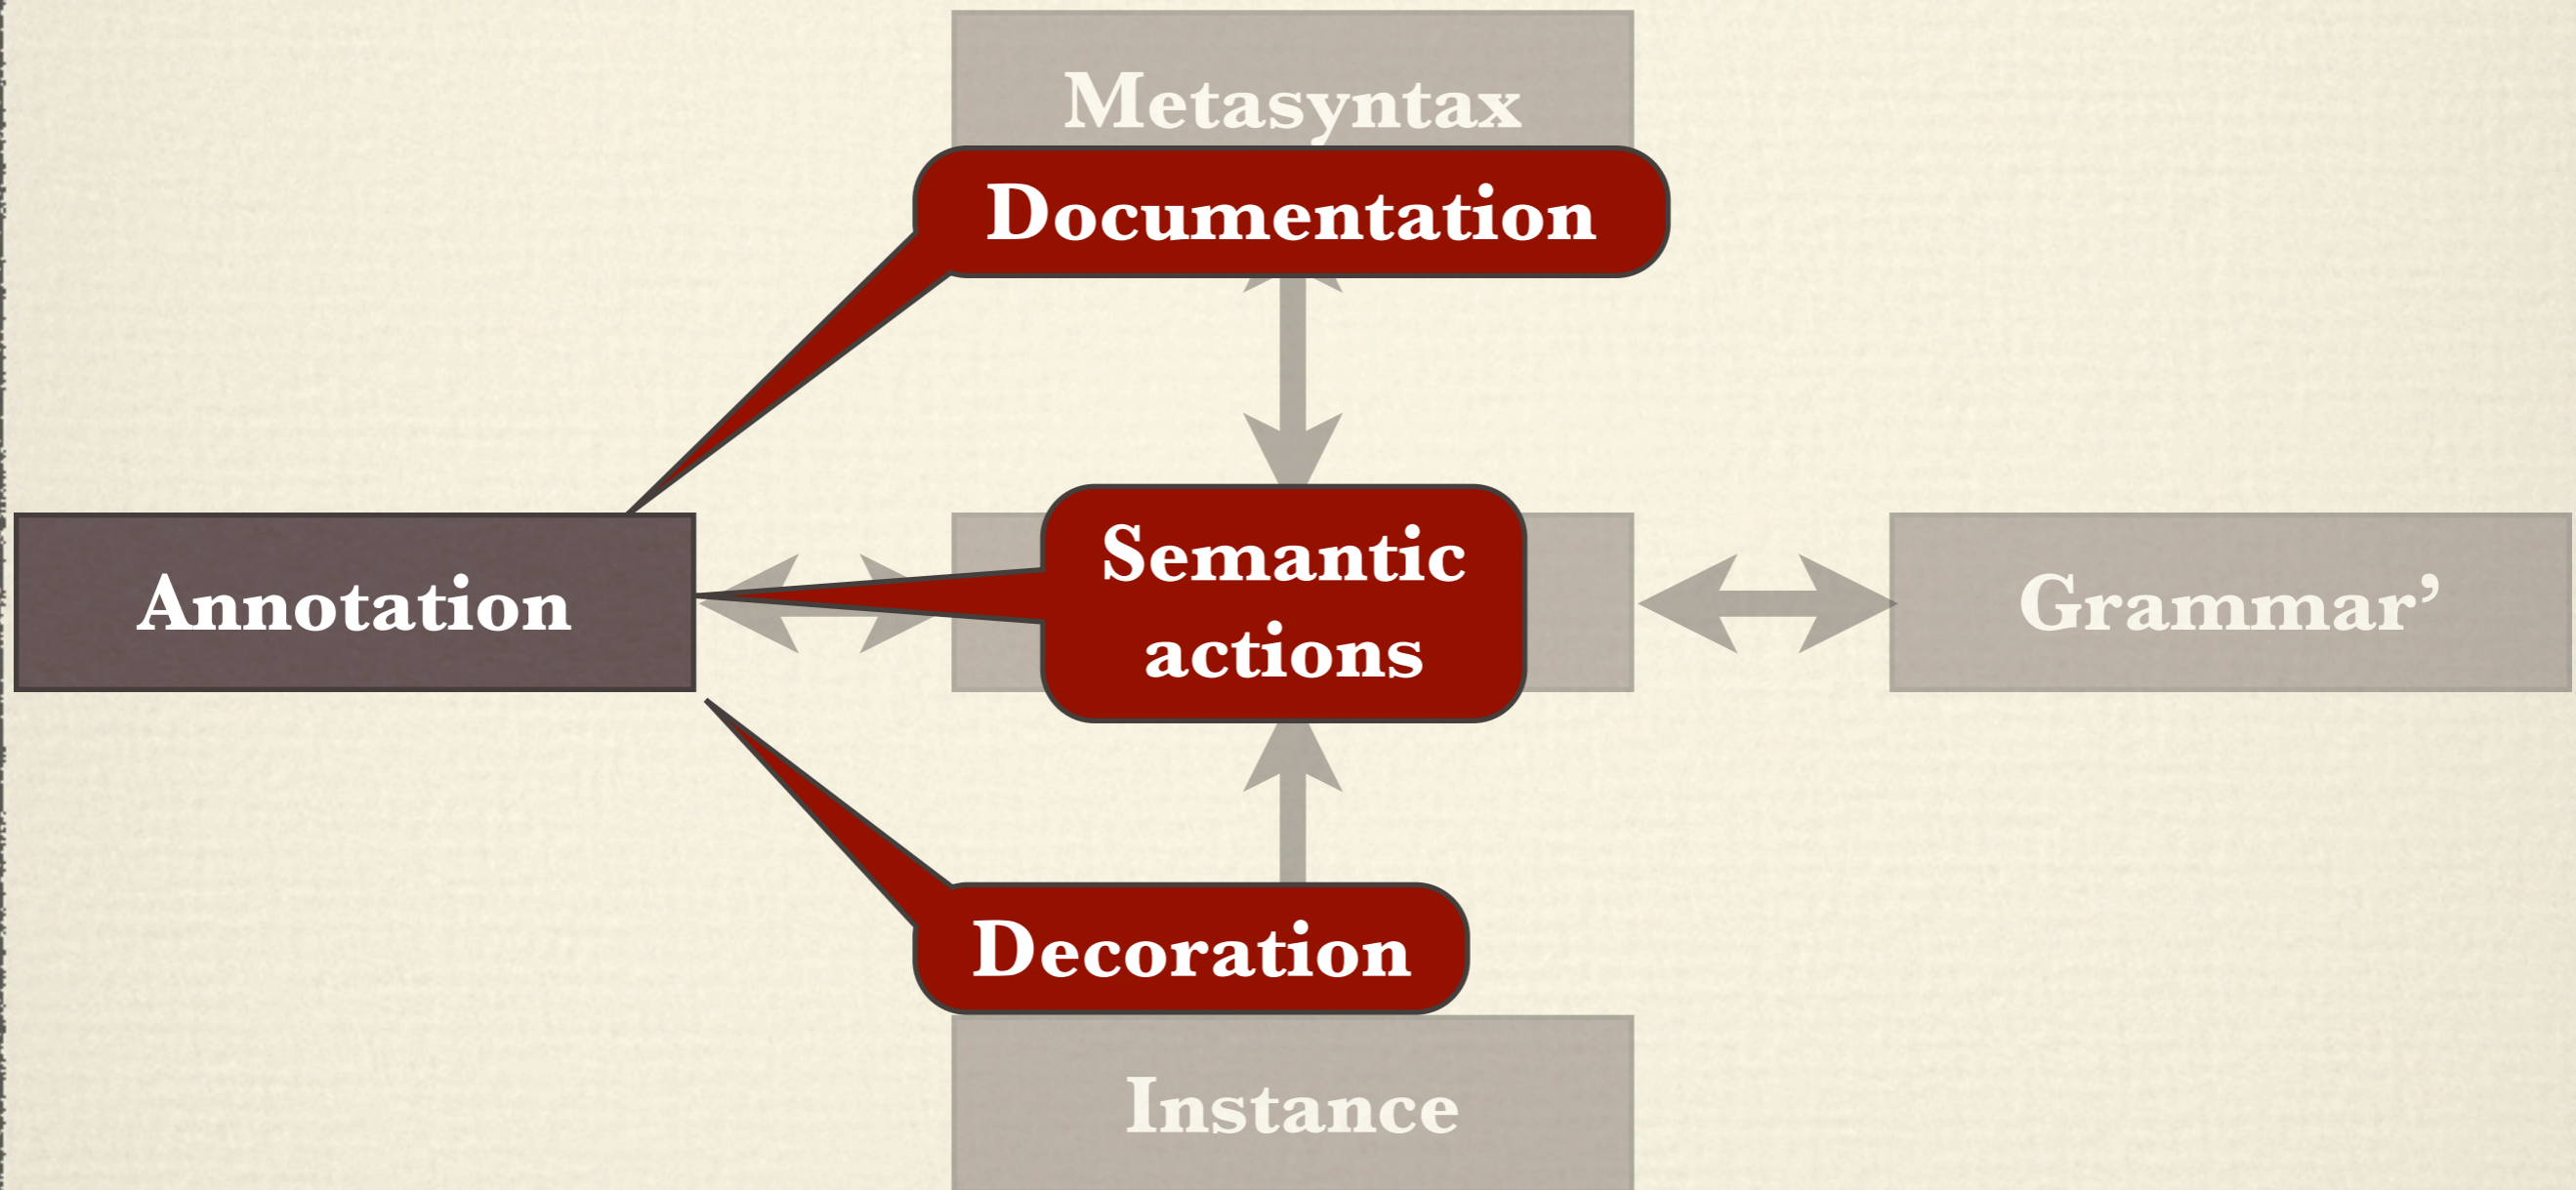 Metasyntax
Documentation
Annotation
Semantic
actions
Grammar’
Decoration
Instance